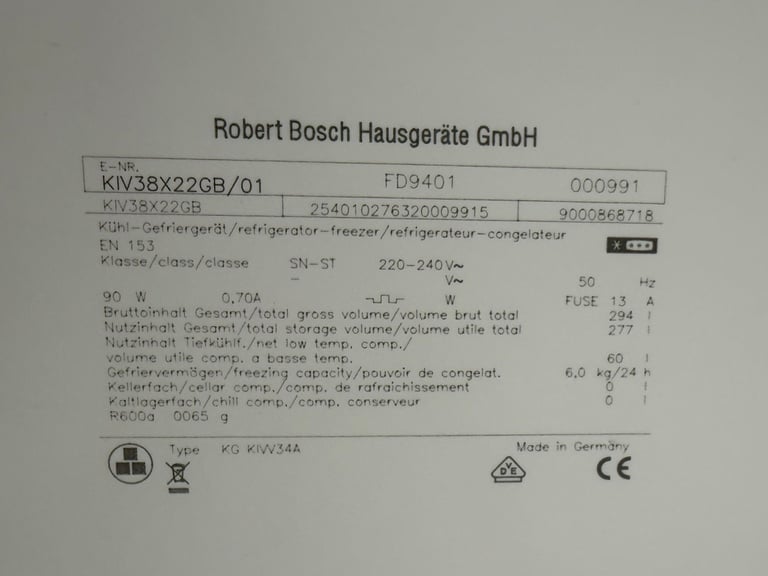 Robert Bosch Hausgeräte GmbH
E-NR.
KIV38X22GB/01 FD9401 000991
KIV38X22GB 254010276320009915 9000868718
Kühl-Gefriergerät/refrigerator-freezer/refrigerateur-congelateur
EN 153
Klasse/class/classe SN-ST 220-240V~
- V~ 50 Hz
90 W 0,70A W FUSE 13 A
Bruttoinhalt Gesamt/total gross volume/volume brut total 294 l
Nutzinhalt Gesamt/total storage volume/volume utile total 277 l
Nutzinhalt Tiefkühlf./net low temp. comp./
volume utile comp. a basse temp. 60 l
Gefriervermögen/freezing capacity/pouvoir de congelat. 6,0 kg/24 h
Kellerfach/cellar comp./comp. de rafraichissement 0 l
Kaltlagerfach/chill comp./comp. conserveur 0 l
R600a 0065 g
Type KG KIVV34A Made in Germany
DVE CE